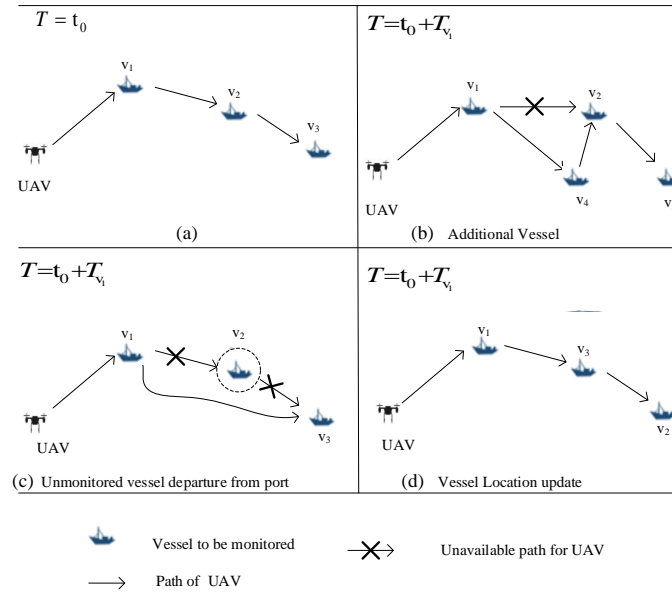 T = t₀
v₁
v₂
v₃
UAV
(a)
T=t₀+Tᵥ₁
v₁
v₂
v₄
v
UAV
(b) Additional Vessel
T=t₀+Tᵥ₁
v₁
v₂
v₃
UAV
(c) Unmonitored vessel departure from port
T=t₀+Tᵥ₁
v₁
v₃
v₂
UAV
(d) Vessel Location update
Vessel to be monitored
Unavailable path for UAV
Path of UAV